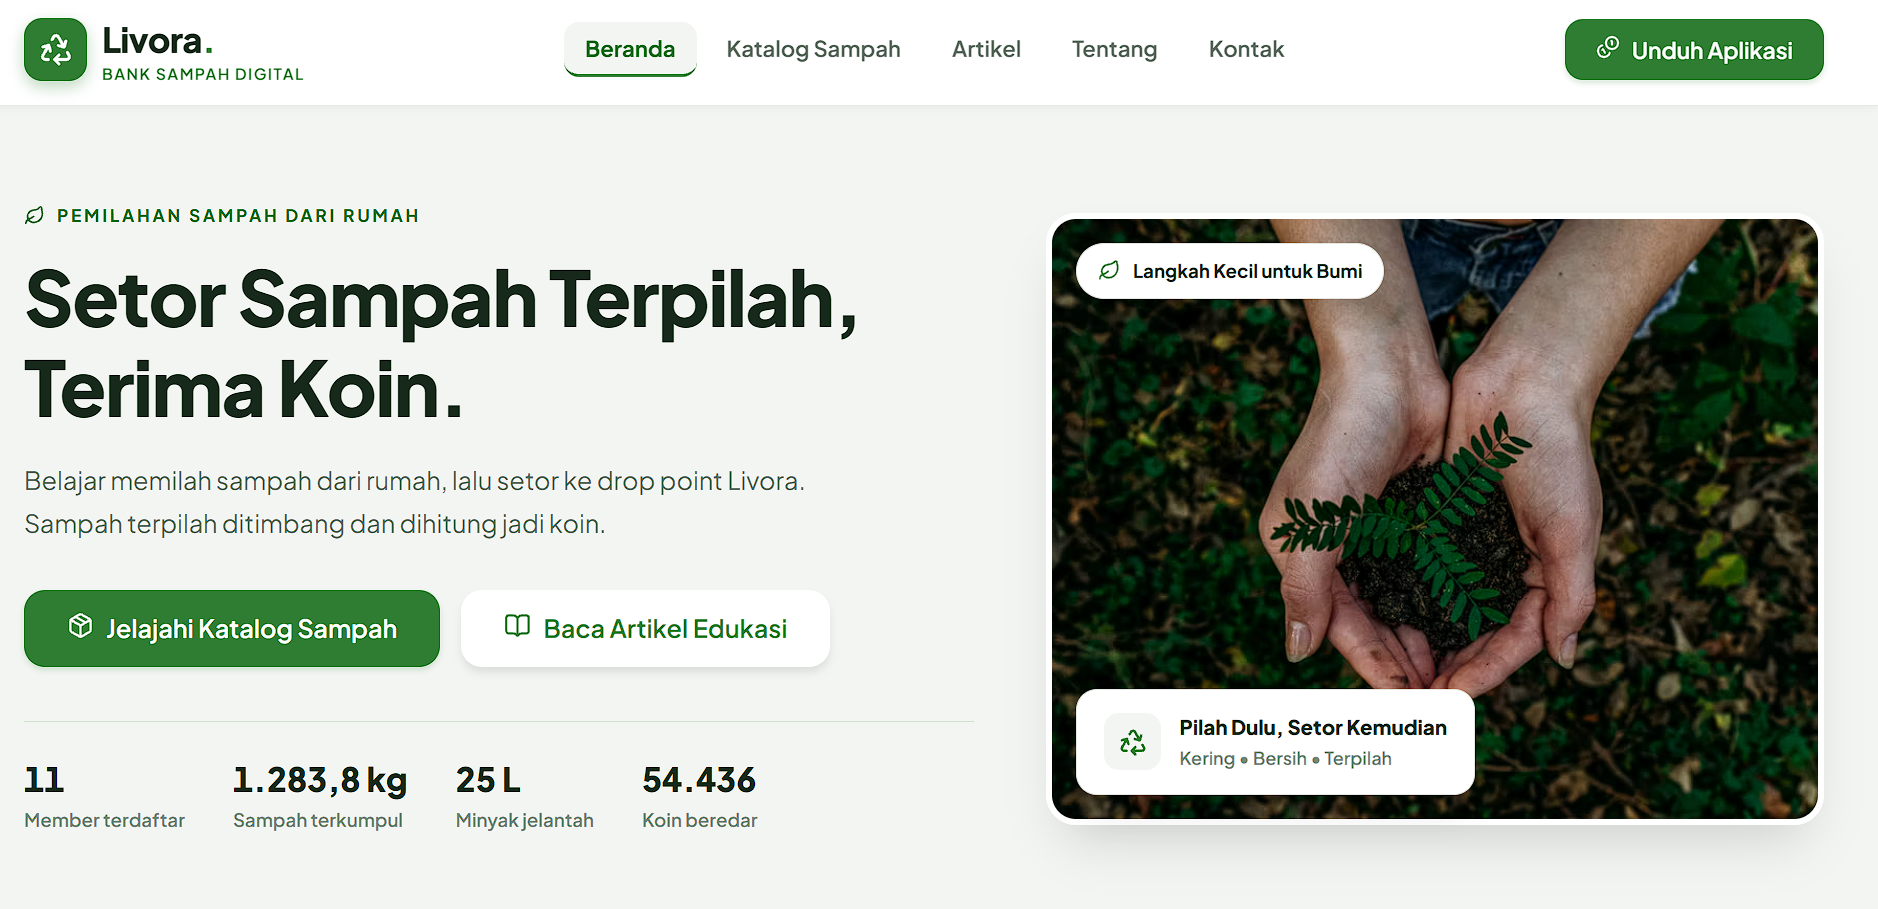 Livora.
BANK SAMPAH DIGITAL
Beranda
Katalog Sampah
Artikel
Tentang
Kontak
Unduh Aplikasi
PEMILAHAN SAMPAH DARI RUMAH
Setor Sampah Terpilah,
Terima Koin.
Belajar memilah sampah dari rumah, lalu setor ke drop point Livora.
Sampah terpilah ditimbang dan dihitung jadi koin.
Jelajahi Katalog Sampah
Baca Artikel Edukasi
11
Member terdaftar
1.283,8 kg
Sampah terkumpul
25 L
Minyak jelantah
54.436
Koin beredar
Langkah Kecil untuk Bumi
Pilah Dulu, Setor Kemudian
Kering • Bersih • Terpilah